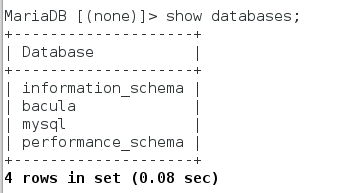 MariaDB [(none)]> show databases;
+--------------------+
| Database           |
+--------------------+
| information_schema |
| bacula             |
| mysql              |
| performance_schema |
+--------------------+
4 rows in set (0.08 sec)